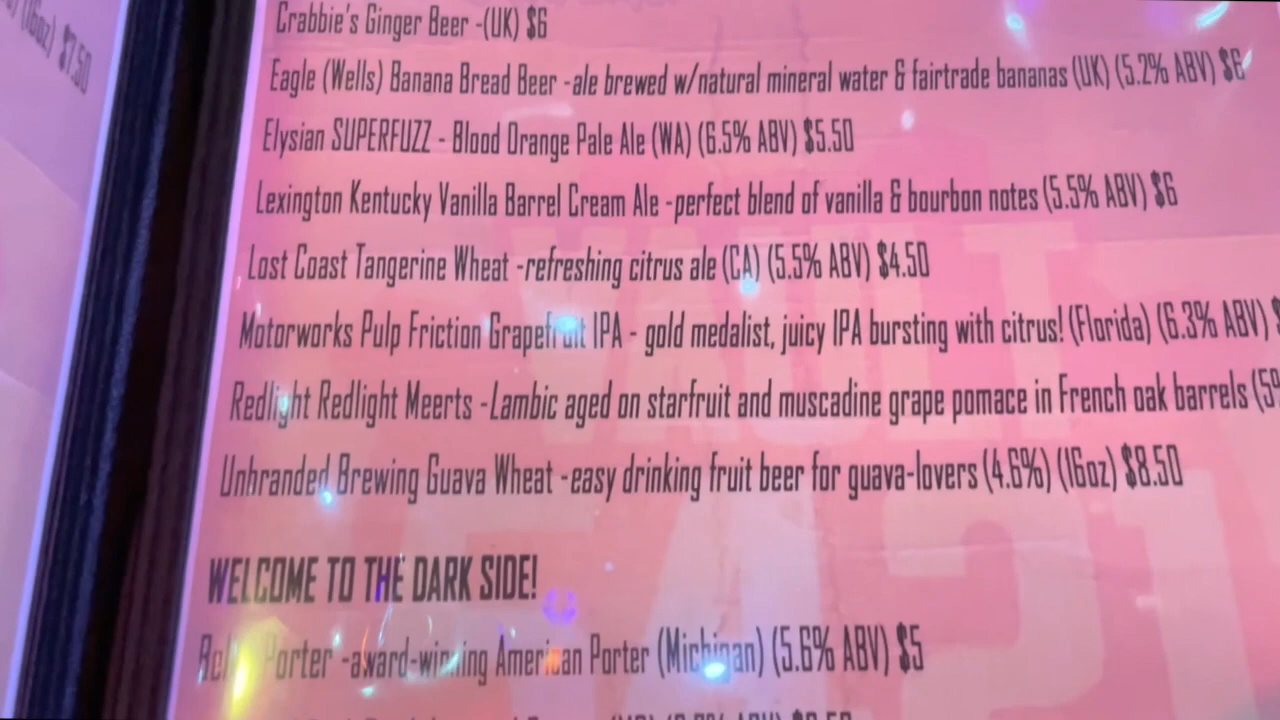 (16oz) $7.50
Crabbie's Ginger Beer -(UK) $6
Eagle (Wells) Banana Bread Beer -ale brewed w/natural mineral water & fairtrade bananas (UK) (5.2% ABV) $6
Elysian SUPERFUZZ - Blood Orange Pale Ale (WA) (6.5% ABV) $5.50
Lexington Kentucky Vanilla Barrel Cream Ale -perfect blend of vanilla & bourbon notes (5.5% ABV) $6
Lost Coast Tangerine Wheat -refreshing citrus ale (CA) (5.5% ABV) $4.50
Motorworks Pulp Friction Grapefruit IPA - gold medalist, juicy IPA bursting with citrus! (Florida) (6.3% ABV) $
Redlight Redlight Meerts -Lambic aged on starfruit and muscadine grape pomace in French oak barrels (5%
Unbranded Brewing Guava Wheat -easy drinking fruit beer for guava-lovers (4.6%) (16oz) $8.50
WELCOME TO THE DARK SIDE!
Porter -award-winning American Porter (Michigan) (5.6% ABV) $5